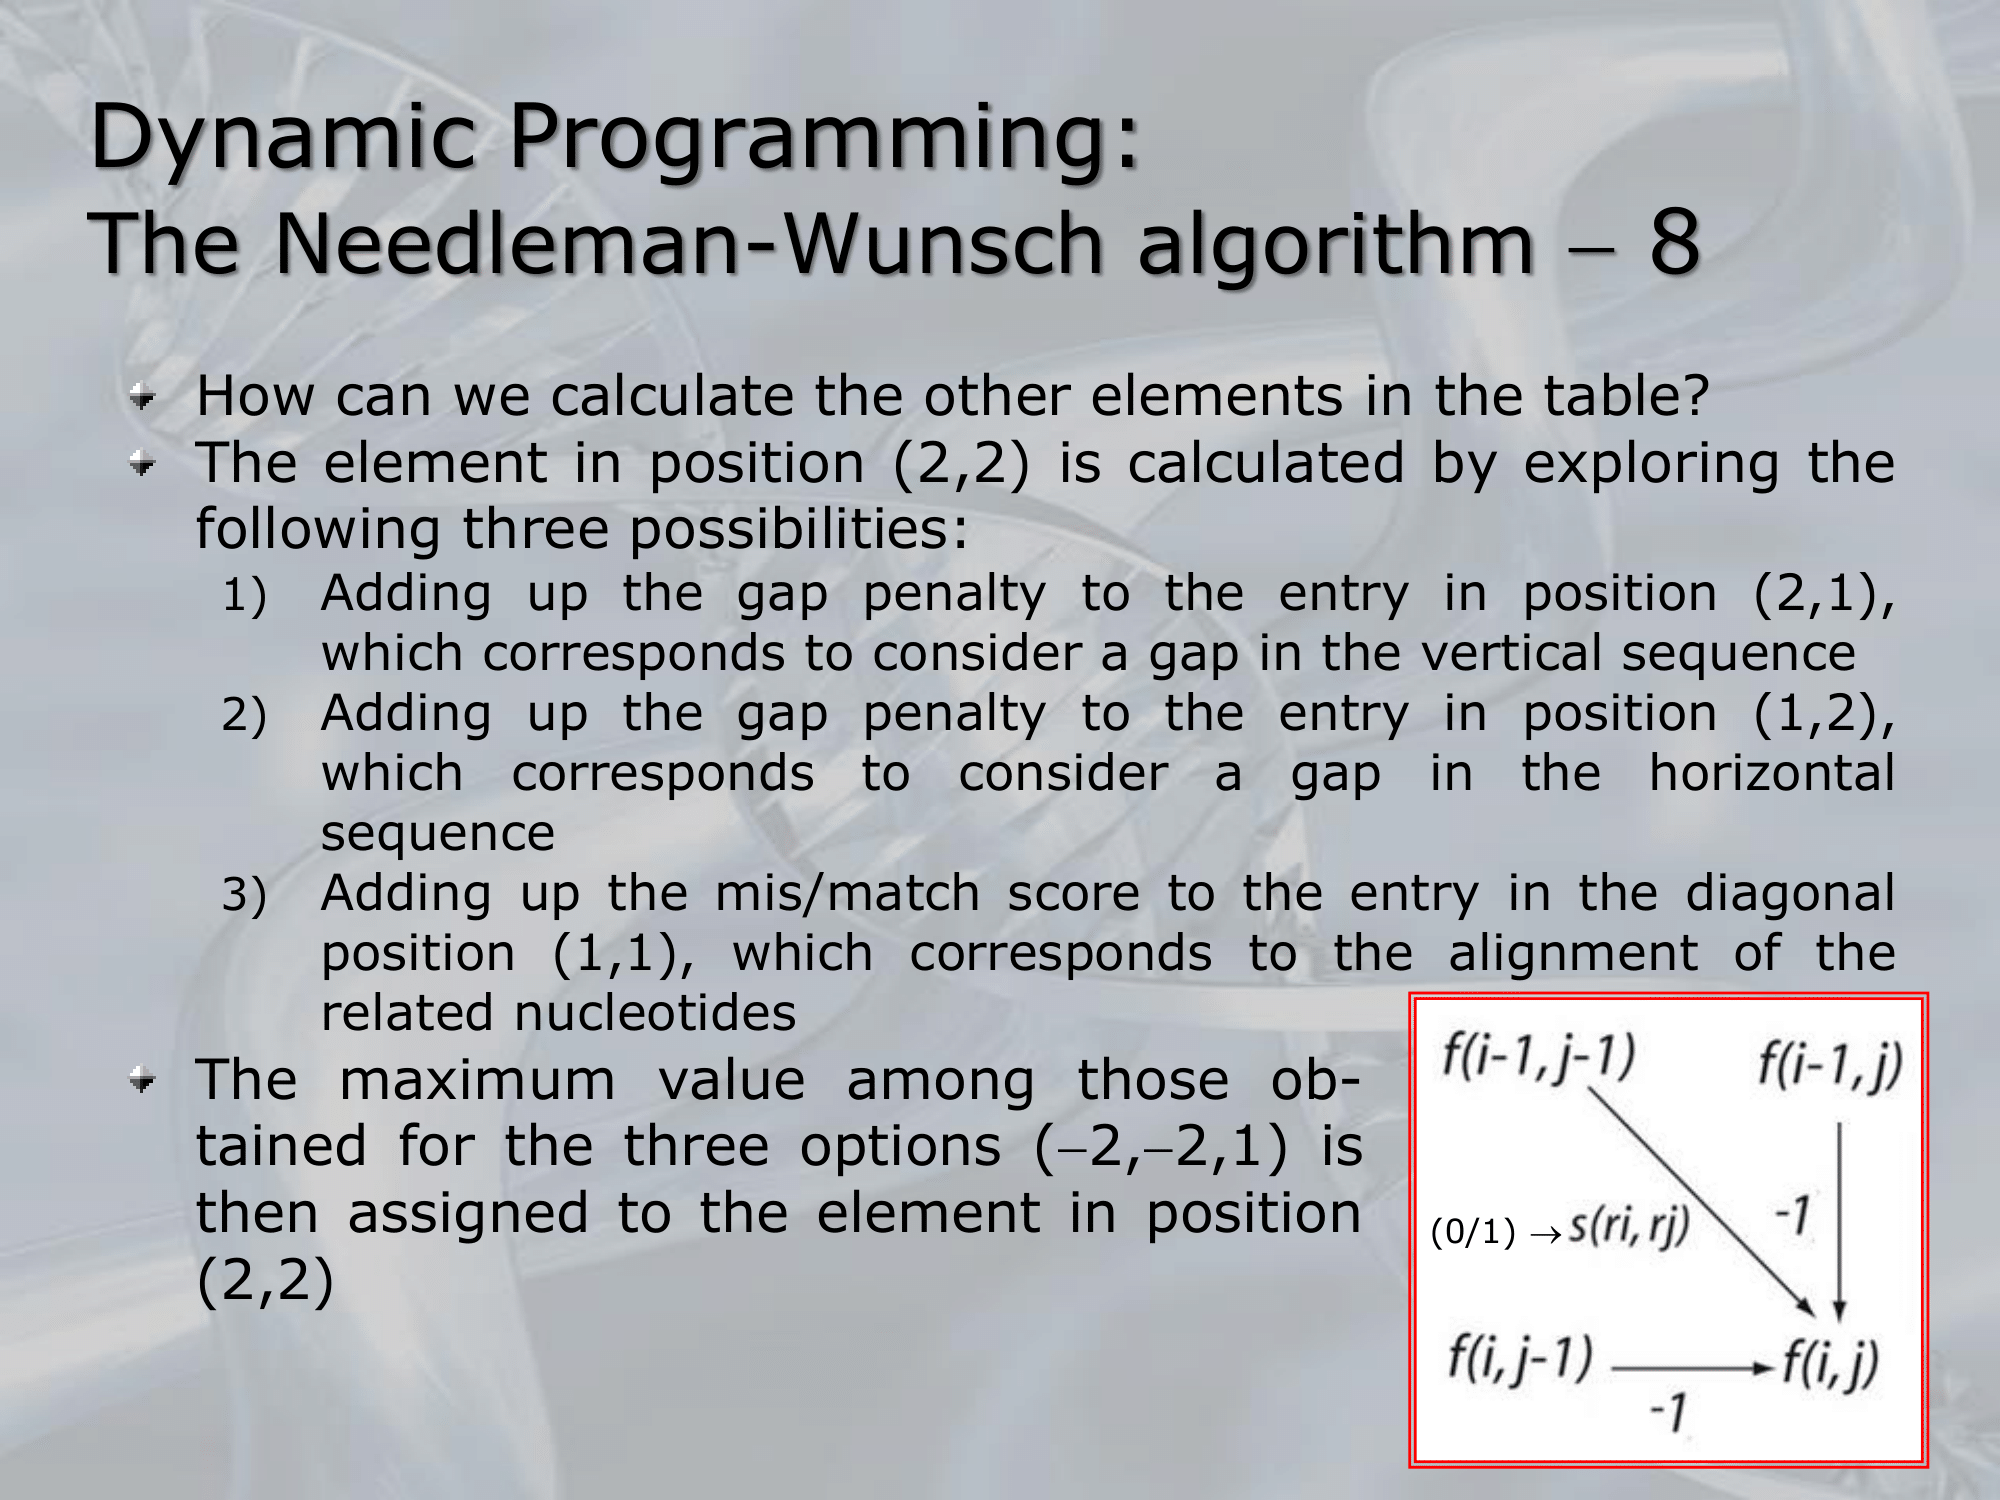 Dynamic Programming:
The Needleman-Wunsch algorithm – 8
How can we calculate the other elements in the table?
The element in position (2,2) is calculated by exploring the
following three possibilities:
1) Adding up the gap penalty to the entry in position (2,1),
which corresponds to consider a gap in the vertical sequence
2) Adding up the gap penalty to the entry in position (1,2),
which corresponds to consider a gap in the horizontal
sequence
3) Adding up the mis/match score to the entry in the diagonal
position (1,1), which corresponds to the alignment of the
related nucleotides
The maximum value among those ob-
tained for the three options (–2,–2,1) is
then assigned to the element in position
(2,2)
f(i-1,j-1) f(i-1,j)
(0/1) → s(ri, rj) -1
f(i,j-1) f(i,j)
-1